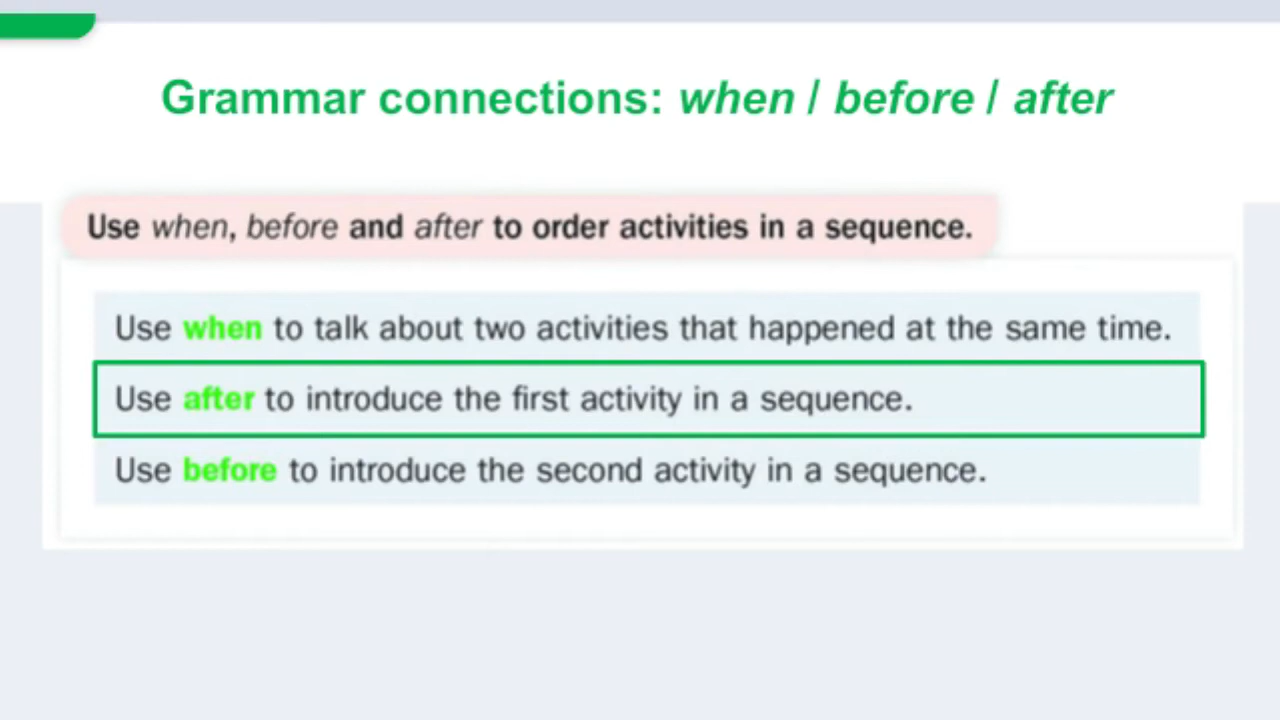 Grammar connections: when / before / after
Use when, before and after to order activities in a sequence.
Use when to talk about two activities that happened at the same time.
Use after to introduce the first activity in a sequence.
Use before to introduce the second activity in a sequence.